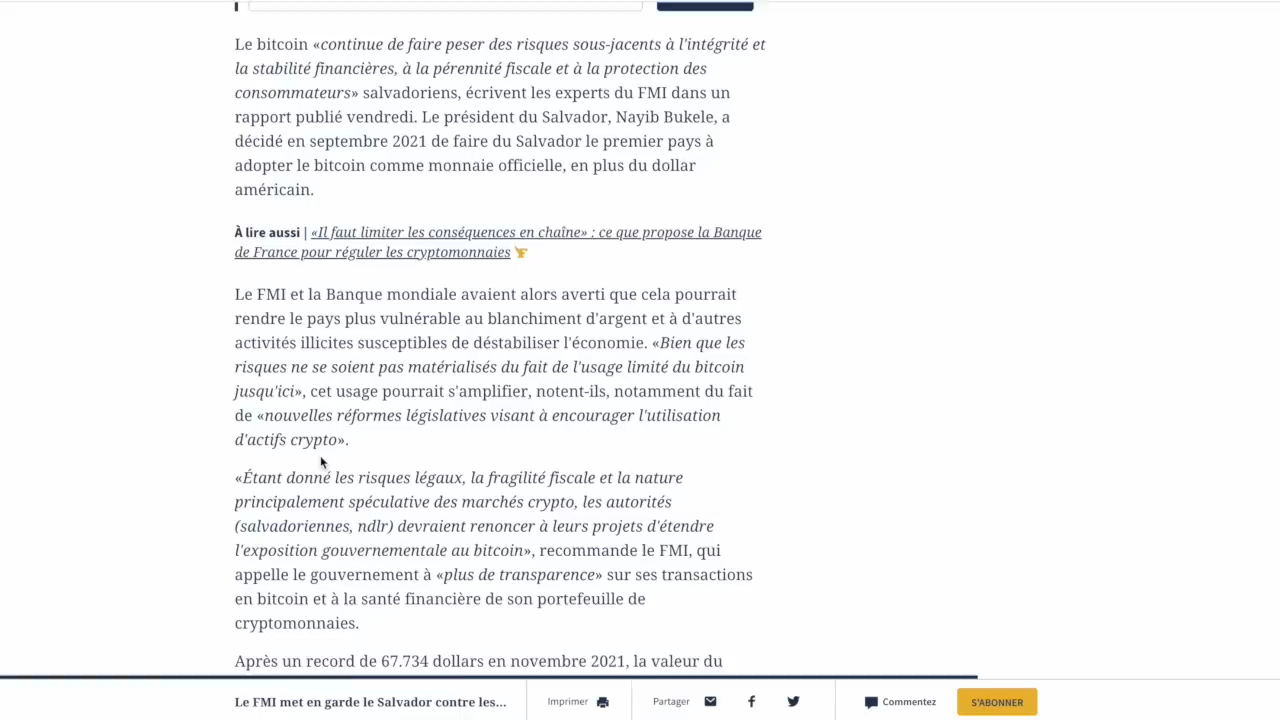 Le bitcoin «continue de faire peser des risques sous-jacents à l'intégrité et
la stabilité financières, à la pérennité fiscale et à la protection des
consommateurs» salvadoriens, écrivent les experts du FMI dans un
rapport publié vendredi. Le président du Salvador, Nayib Bukele, a
décidé en septembre 2021 de faire du Salvador le premier pays à
adopter le bitcoin comme monnaie officielle, en plus du dollar
américain.
À lire aussi | «Il faut limiter les conséquences en chaîne» : ce que propose la Banque
de France pour réguler les cryptomonnaies
Le FMI et la Banque mondiale avaient alors averti que cela pourrait
rendre le pays plus vulnérable au blanchiment d'argent et à d'autres
activités illicites susceptibles de déstabiliser l'économie. «Bien que les
risques ne se soient pas matérialisés du fait de l'usage limité du bitcoin
jusqu'ici», cet usage pourrait s'amplifier, notent-ils, notamment du fait
de «nouvelles réformes législatives visant à encourager l'utilisation
d'actifs crypto».
«Étant donné les risques légaux, la fragilité fiscale et la nature
principalement spéculative des marchés crypto, les autorités
(salvadoriennes, ndlr) devraient renoncer à leurs projets d'étendre
l'exposition gouvernementale au bitcoin», recommande le FMI, qui
appelle le gouvernement à «plus de transparence» sur ses transactions
en bitcoin et à la santé financière de son portefeuille de
cryptomonnaies.
Après un record de 67.734 dollars en novembre 2021, la valeur du
Le FMI met en garde le Salvador contre les... Imprimer Partager Commentez S'ABONNER